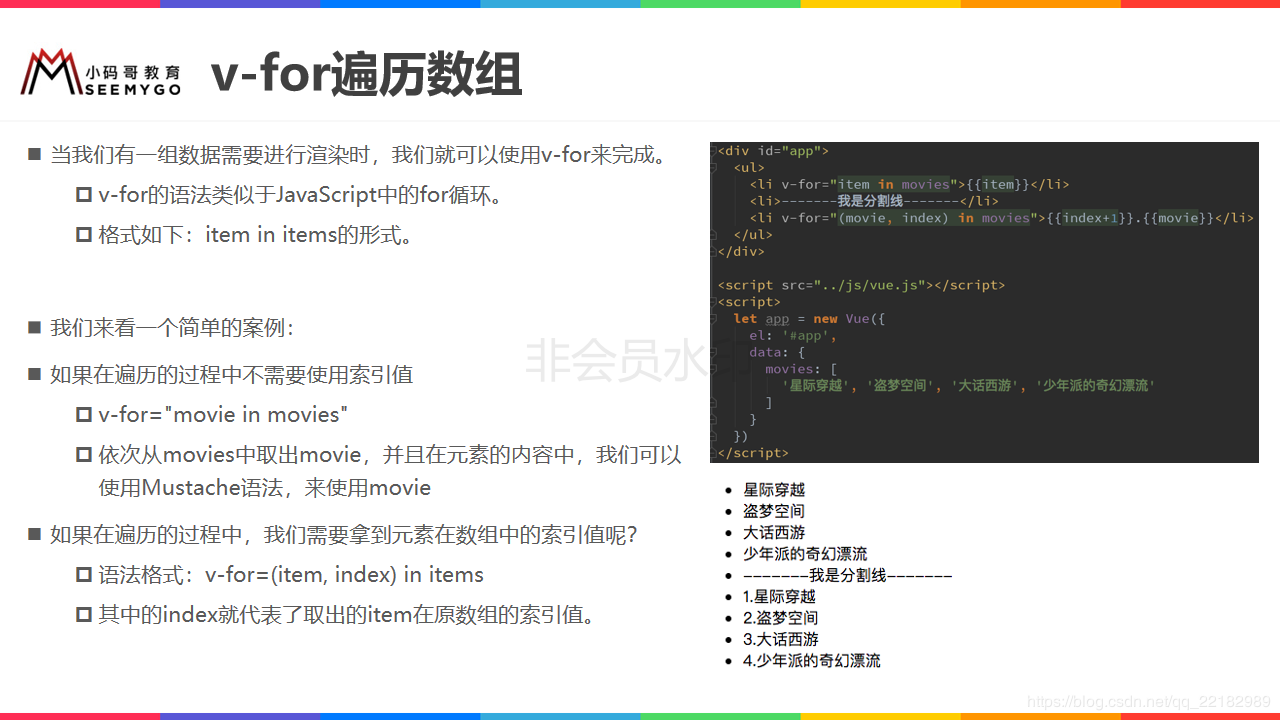 小码哥教育
SEEMYGO
v-for遍历数组
当我们有一组数据需要进行渲染时，我们就可以使用v-for来完成。
v-for的语法类似于JavaScript中的for循环。
格式如下：item in items的形式。
我们来看一个简单的案例：
如果在遍历的过程中不需要使用索引值
v-for="movie in movies"
依次从movies中取出movie，并且在元素的内容中，我们可以
使用Mustache语法，来使用movie
如果在遍历的过程中，我们需要拿到元素在数组中的索引值呢？
语法格式：v-for=(item, index) in items
其中的index就代表了取出的item在原数组的索引值。
<div id="app">
  <ul>
    <li v-for="item in movies">{{item}}</li>
    <li>-------我是分割线-------</li>
    <li v-for="(movie, index) in movies">{{index+1}}.{{movie}}</li>
  </ul>
</div>
<script src="../js/vue.js"></script>
<script>
  let app = new Vue({
    el: '#app',
    data: {
      movies: [
        '星际穿越', '盗梦空间', '大话西游', '少年派的奇幻漂流'
      ]
    }
  })
</script>
星际穿越
盗梦空间
大话西游
少年派的奇幻漂流
-------我是分割线-------
1.星际穿越
2.盗梦空间
3.大话西游
4.少年派的奇幻漂流
非会员水印
https://blog.csdn.net/qq_22182989